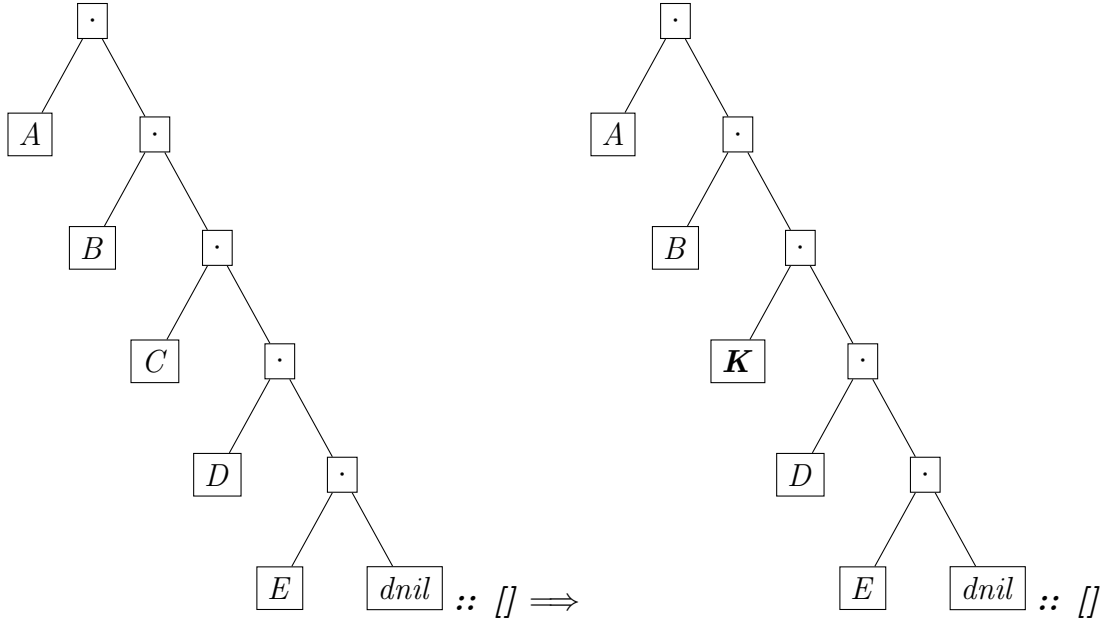 · ·
A · A ·
B · B ·
C · K ·
D · D ·
E dnil :: [] ⟹ E dnil :: []